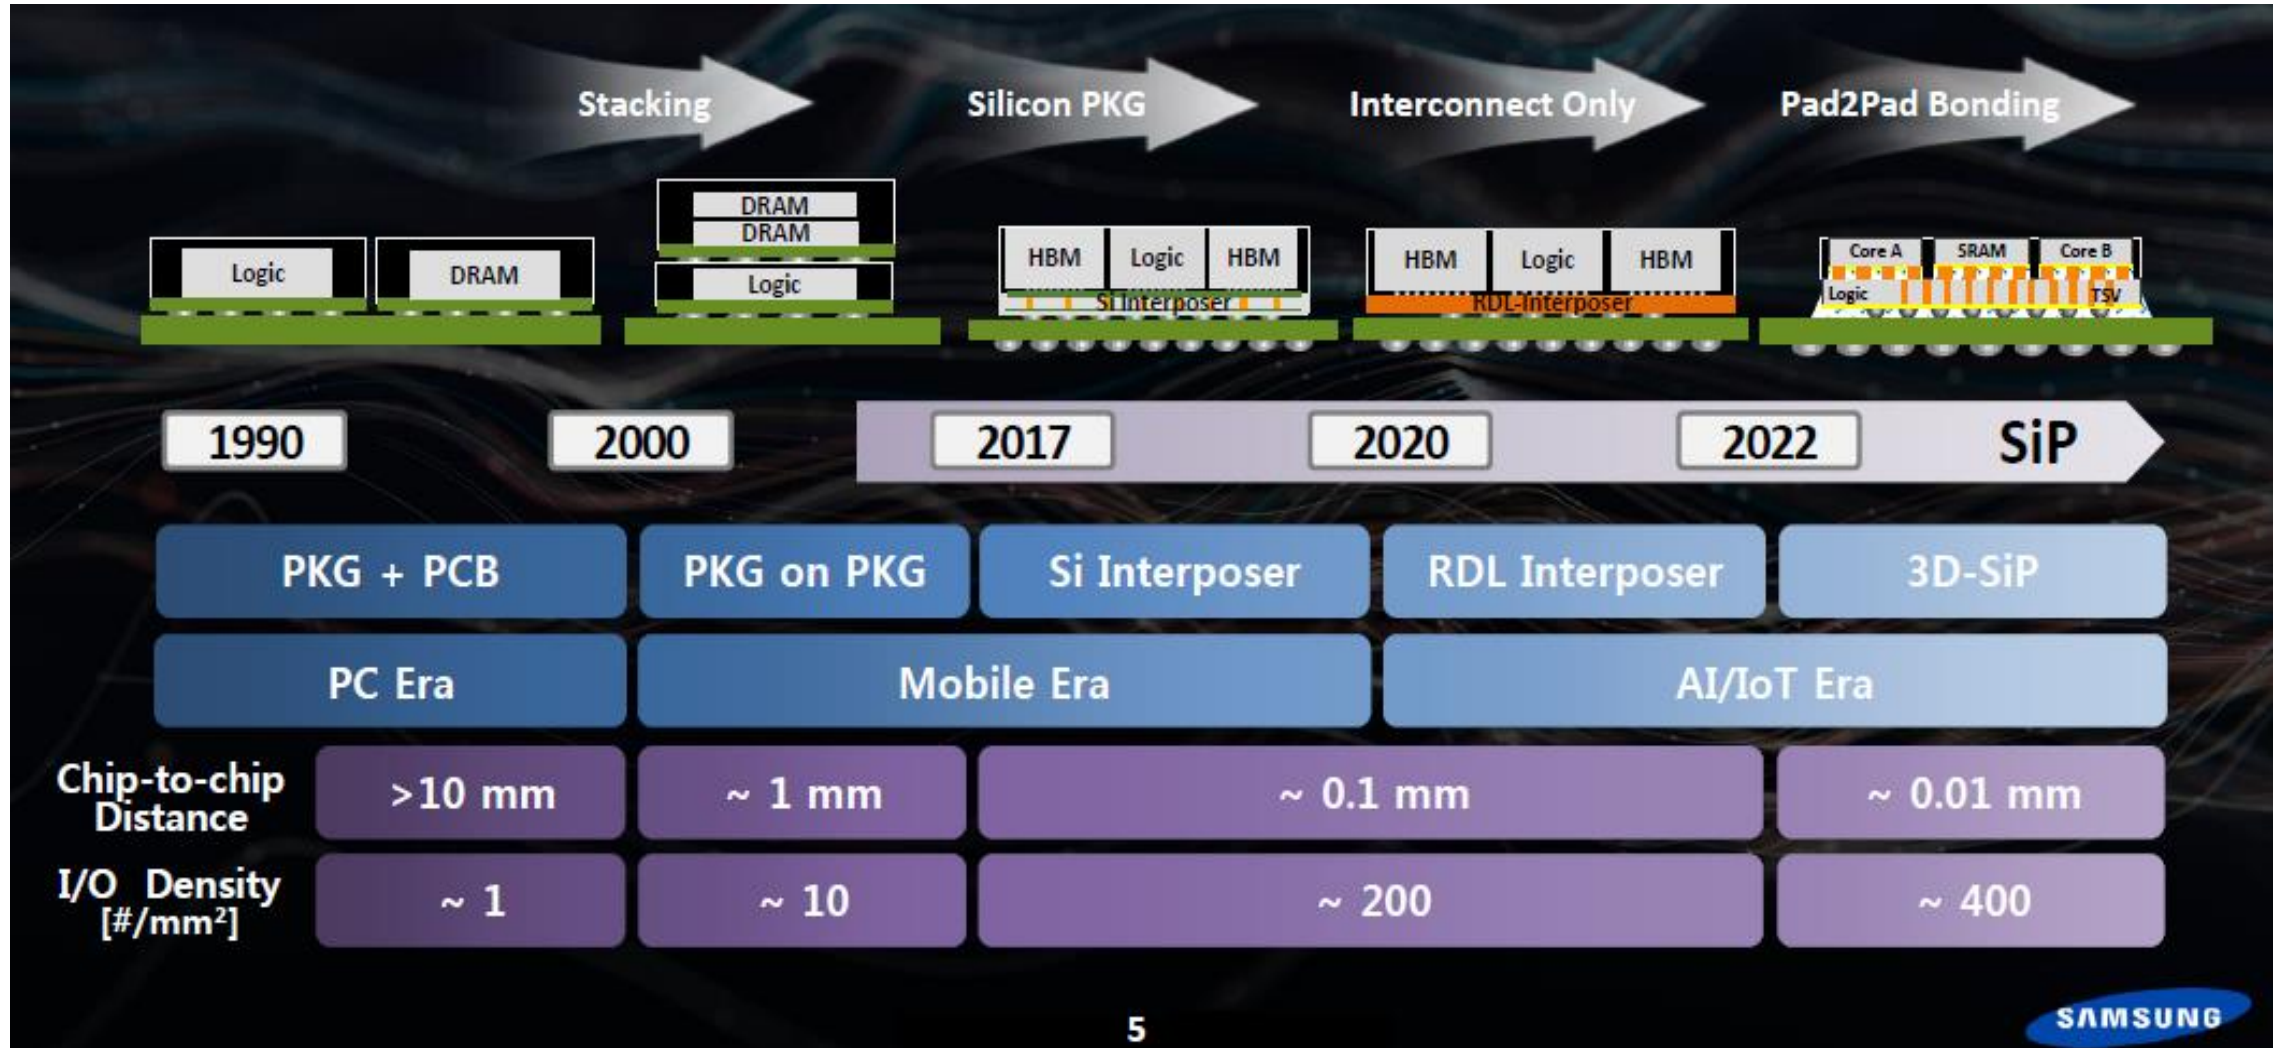 Stacking
Silicon PKG
Interconnect Only
Pad2Pad Bonding
Logic
DRAM
DRAM
DRAM
Logic
HBM
Logic
HBM
Si Interposer
HBM
Logic
HBM
RDL-Interposer
Core A
SRAM
Core B
Logic
TSV
1990
2000
2017
2020
2022
SiP
PKG + PCB
PKG on PKG
Si Interposer
RDL Interposer
3D-SiP
PC Era
Mobile Era
AI/IoT Era
Chip-to-chip
Distance
>10 mm
~ 1 mm
~ 0.1 mm
~ 0.01 mm
I/O Density
[#/mm²]
~ 1
~ 10
~ 200
~ 400
5
SAMSUNG